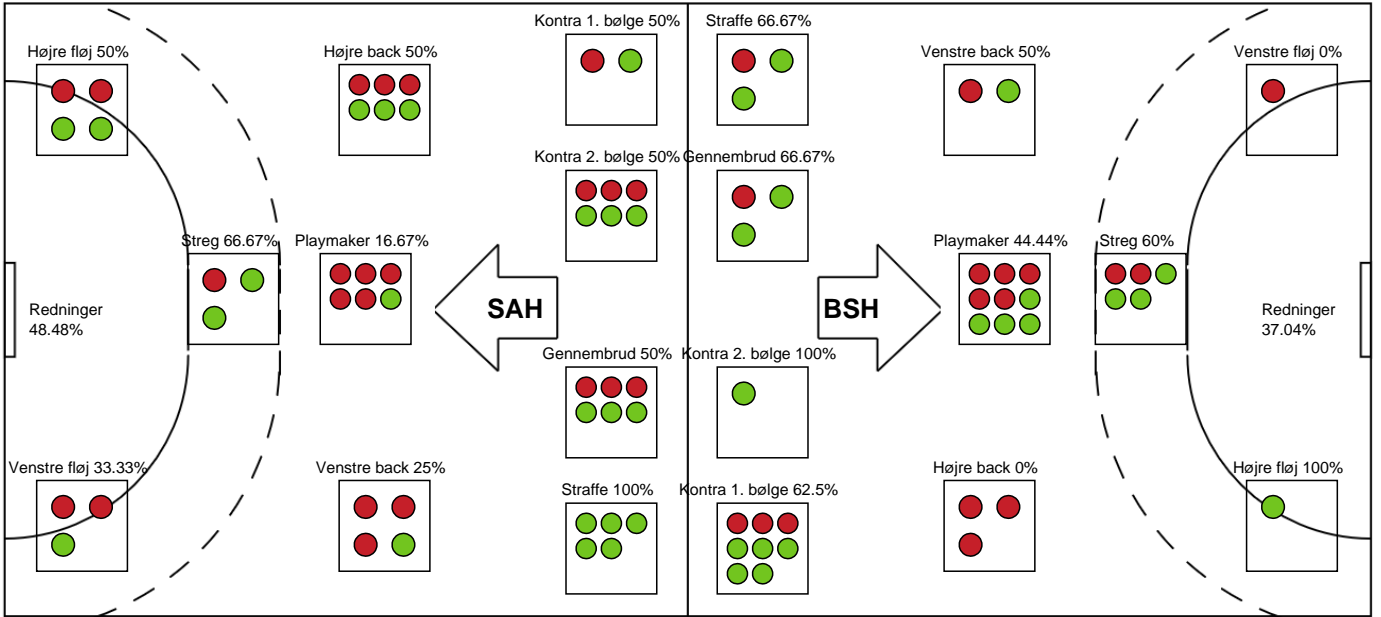 Kontra 1. bølge 50%
Straffe 66.67%
Højre fløj 50%
Højre back 50%
Venstre back 50%
Venstre fløj 0%
Kontra 2. bølge 50%
Gennembrud 66.67%
Streg 66.67%
Playmaker 16.67%
Playmaker 44.44%
Streg 60%
Redninger
48.48%
SAH
BSH
Redninger
37.04%
Gennembrud 50%
Kontra 2. bølge 100%
Venstre fløj 33.33%
Venstre back 25%
Højre back 0%
Højre fløj 100%
Straffe 100%
Kontra 1. bølge 62.5%